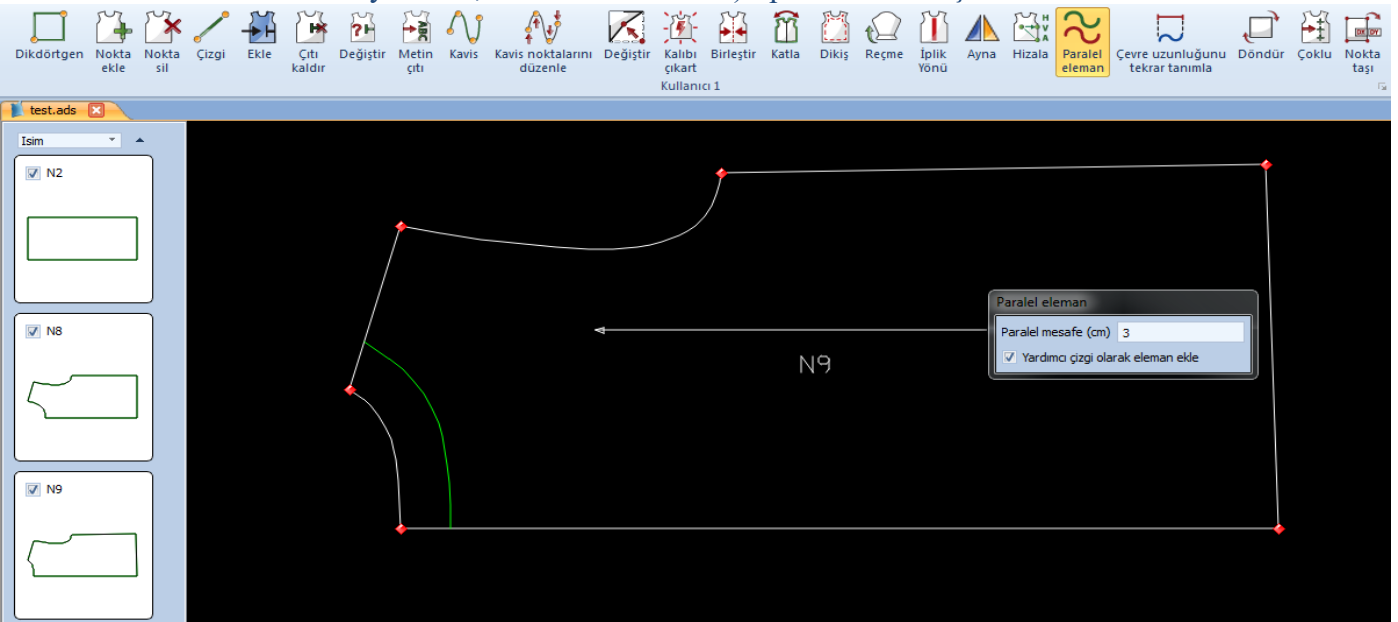 Dikdörtgen Nokta Nokta Çizgi Ekle Çıtı Değiştir Metin Kavis Kavis noktalarını Değiştir Kalıbı Birleştir Katla Dikiş Reçme İplik Ayna Hizala Paralel Çevre uzunluğunu Döndür Çoklu Nokta
ekle sil kaldır çıtı düzenle çıkart Yönü eleman tekrar tanımla taşı
Kullanıcı 1
test.ads
Isim
N2
N8
N9
N9
Paralel eleman
Paralel mesafe (cm) 3
Yardımcı çizgi olarak eleman ekle